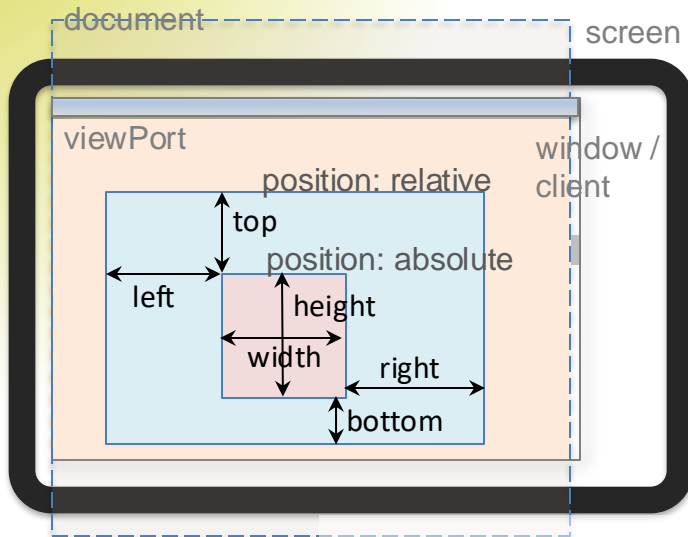 document
screen
viewPort
window /
client
position: relative
top
position: absolute
left
height
width
right
bottom